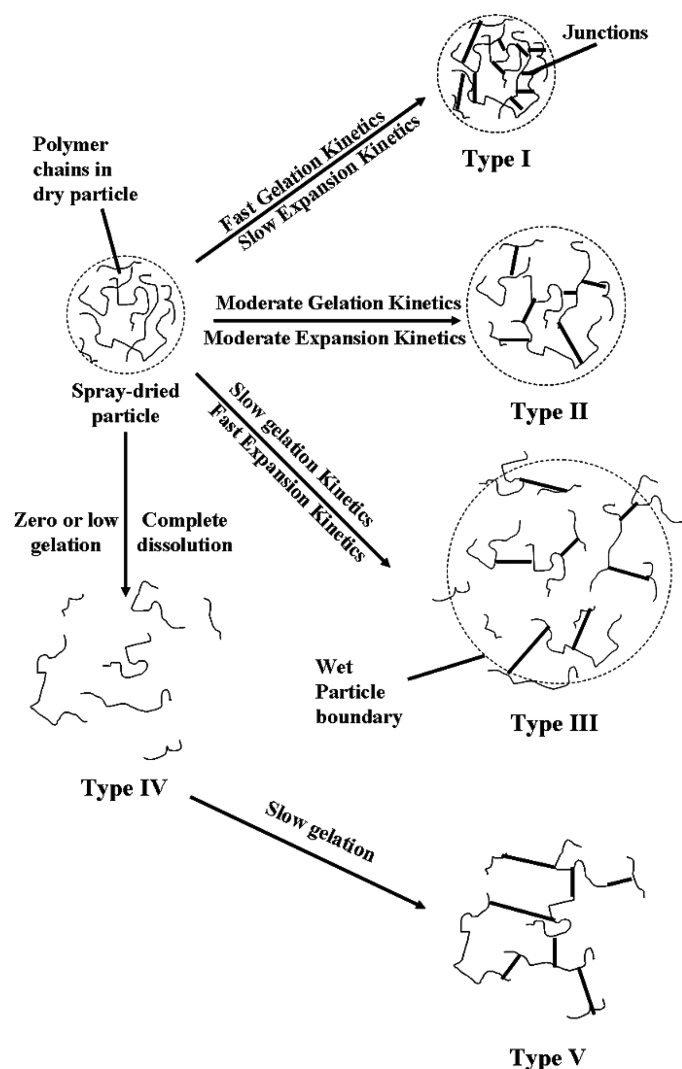 Junctions
Type I
Polymer
chains in
dry particle
Fast Gelation Kinetics
Slow Expansion Kinetics
Moderate Gelation Kinetics
Moderate Expansion Kinetics
Type II
Spray-dried
particle
Slow gelation Kinetics
Fast Expansion Kinetics
Zero or low
gelation
Complete
dissolution
Wet
Particle
boundary
Type III
Type IV
Slow gelation
Type V